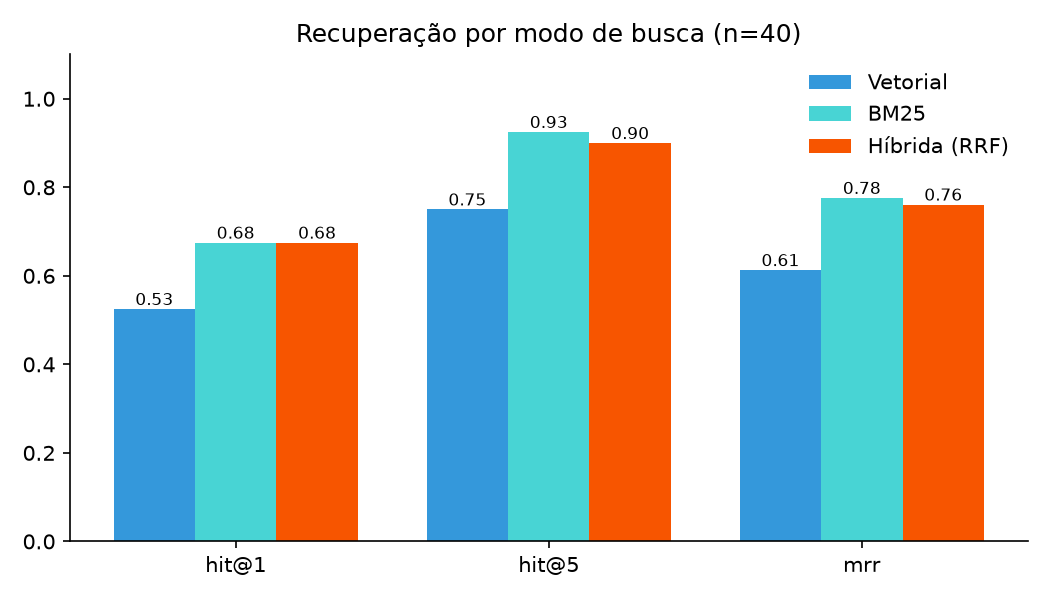 Recuperação por modo de busca (n=40)
Vetorial
BM25
Híbrida (RRF)
1.0
0.8
0.6
0.4
0.2
0.0
0.53
0.68
0.68
0.75
0.93
0.90
0.61
0.78
0.76
hit@1
hit@5
mrr